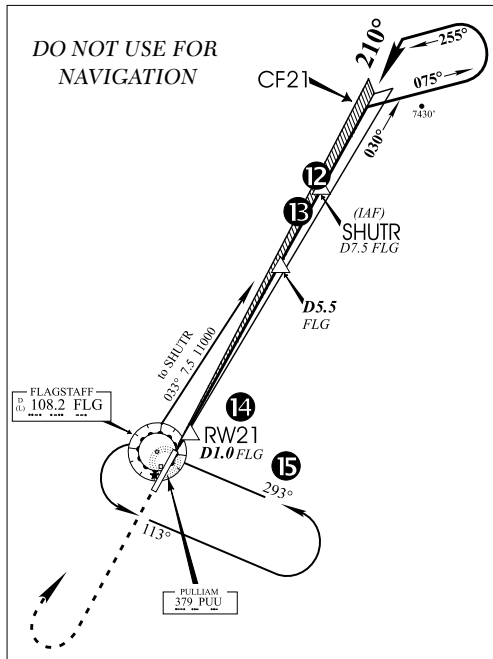 DO NOT USE FOR
NAVIGATION
210°
255°
075°
CF21
7430'
030°
12
(IAF)
SHUTR
D7.5 FLG
13
D5.5
FLG
to SHUTR
033° 7.5 11000
FLAGSTAFF
D
(L) 108.2 FLG
14
RW21
D1.0 FLG
15
293°
113°
PULLIAM
379 PUU